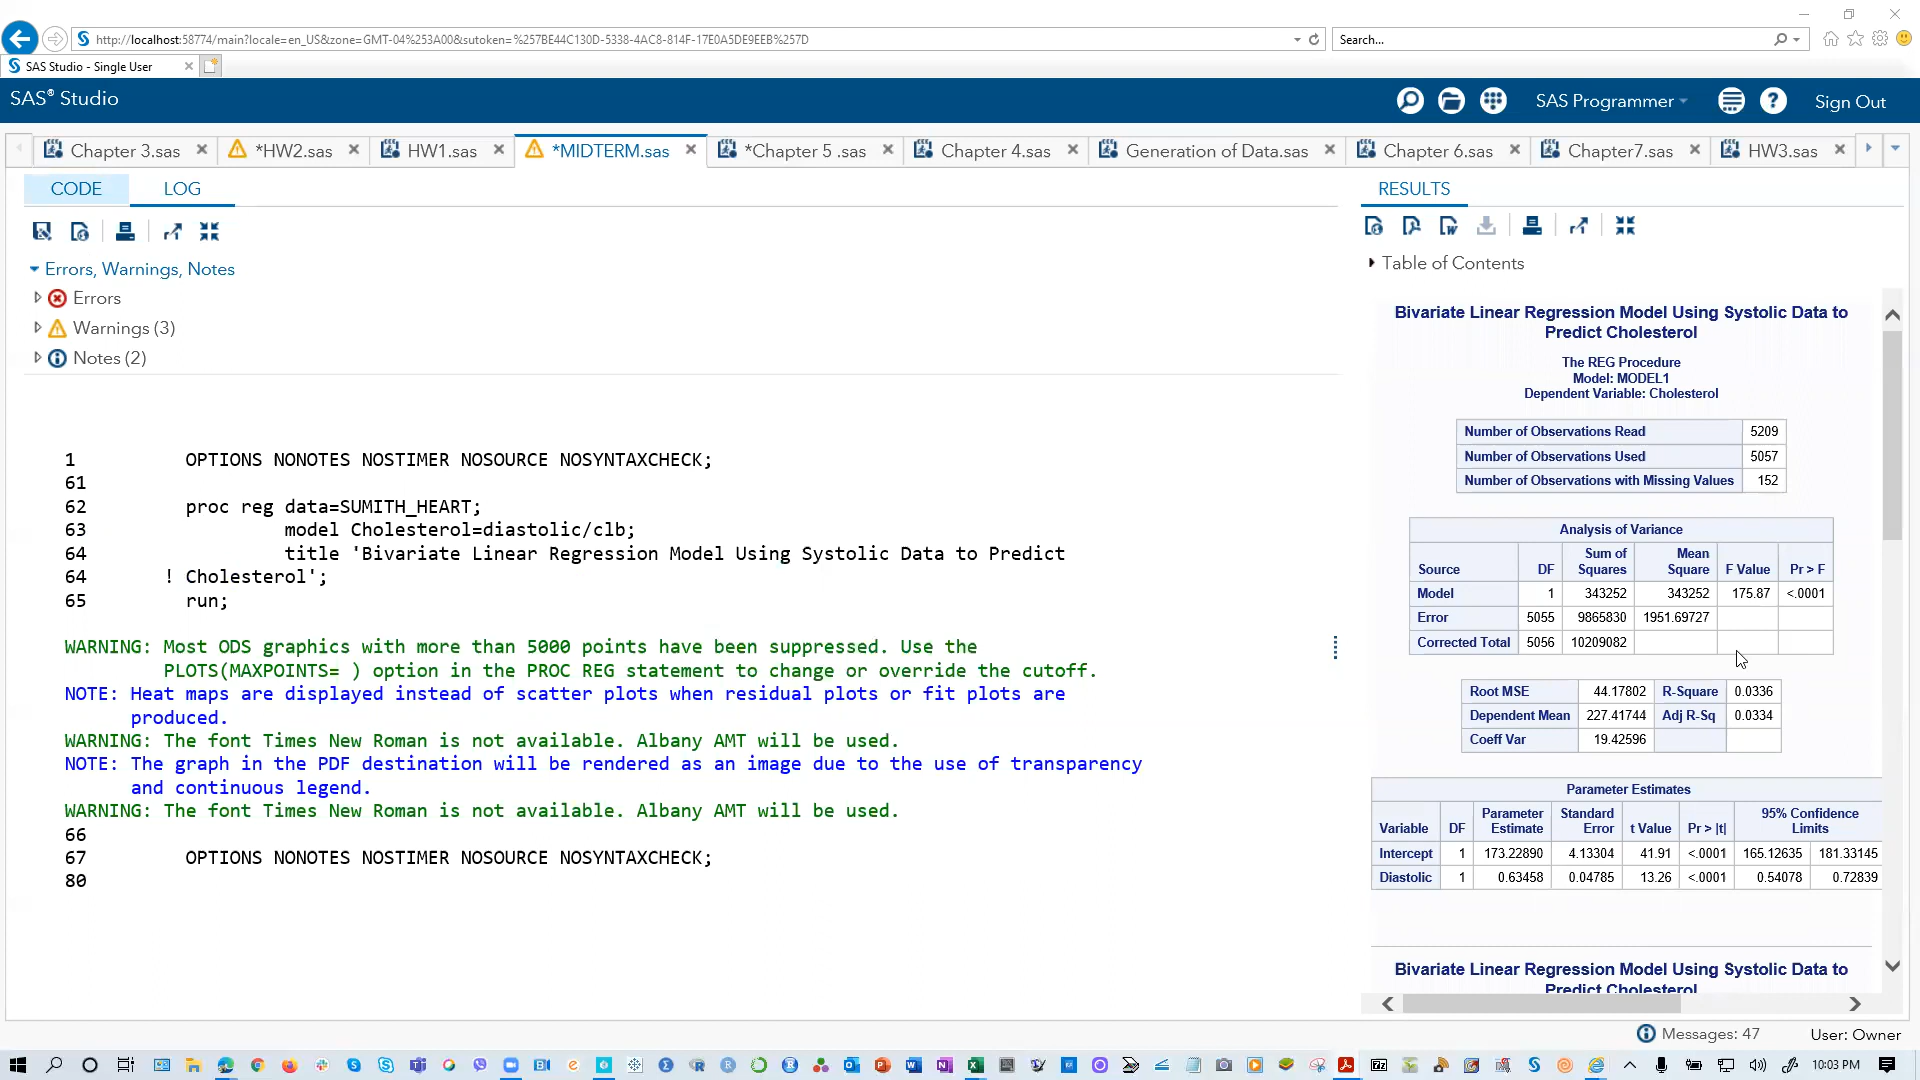 http://localhost:58774/main?locale=en_US&zone=GMT-04%253A00&sutoken=%257BE44C130D-5338-4AC8-814F-17E0A5DE9EEB%257D
Search...
SAS Studio - Single User
SAS® Studio
SAS Programmer
Sign Out
Chapter 3.sas
*HW2.sas
HW1.sas
*MIDTERM.sas
*Chapter 5 .sas
Chapter 4.sas
Generation of Data.sas
Chapter 6.sas
Chapter7.sas
HW3.sas
CODE
LOG
Errors, Warnings, Notes
Errors
Warnings (3)
Notes (2)
1 OPTIONS NONOTES NOSTIMER NOSOURCE NOSYNTAXCHECK;
61
62 proc reg data=SUMITH_HEART;
63 model Cholesterol=diastolic/clb;
64 title 'Bivariate Linear Regression Model Using Systolic Data to Predict
64 ! Cholesterol';
65 run;
WARNING: Most ODS graphics with more than 5000 points have been suppressed. Use the
PLOTS(MAXPOINTS= ) option in the PROC REG statement to change or override the cutoff.
NOTE: Heat maps are displayed instead of scatter plots when residual plots or fit plots are
produced.
WARNING: The font Times New Roman is not available. Albany AMT will be used.
NOTE: The graph in the PDF destination will be rendered as an image due to the use of transparency
and continuous legend.
WARNING: The font Times New Roman is not available. Albany AMT will be used.
66
67 OPTIONS NONOTES NOSTIMER NOSOURCE NOSYNTAXCHECK;
80
RESULTS
Table of Contents
Bivariate Linear Regression Model Using Systolic Data to
Predict Cholesterol
The REG Procedure
Model: MODEL1
Dependent Variable: Cholesterol
Number of Observations Read 5209
Number of Observations Used 5057
Number of Observations with Missing Values 152
Analysis of Variance
Source DF Sum of Squares Mean Square F Value Pr > F
Model 1 343252 343252 175.87 <.0001
Error 5055 9865830 1951.69727
Corrected Total 5056 10209082
Root MSE 44.17802 R-Square 0.0336
Dependent Mean 227.41744 Adj R-Sq 0.0334
Coeff Var 19.42596
Parameter Estimates
Variable DF Parameter Estimate Standard Error t Value Pr > |t| 95% Confidence Limits
Intercept 1 173.22890 4.13304 41.91 <.0001 165.12635 181.33145
Diastolic 1 0.63458 0.04785 13.26 <.0001 0.54078 0.72839
Bivariate Linear Regression Model Using Systolic Data to
Predict Cholesterol
Messages: 47
User: Owner
10:03 PM